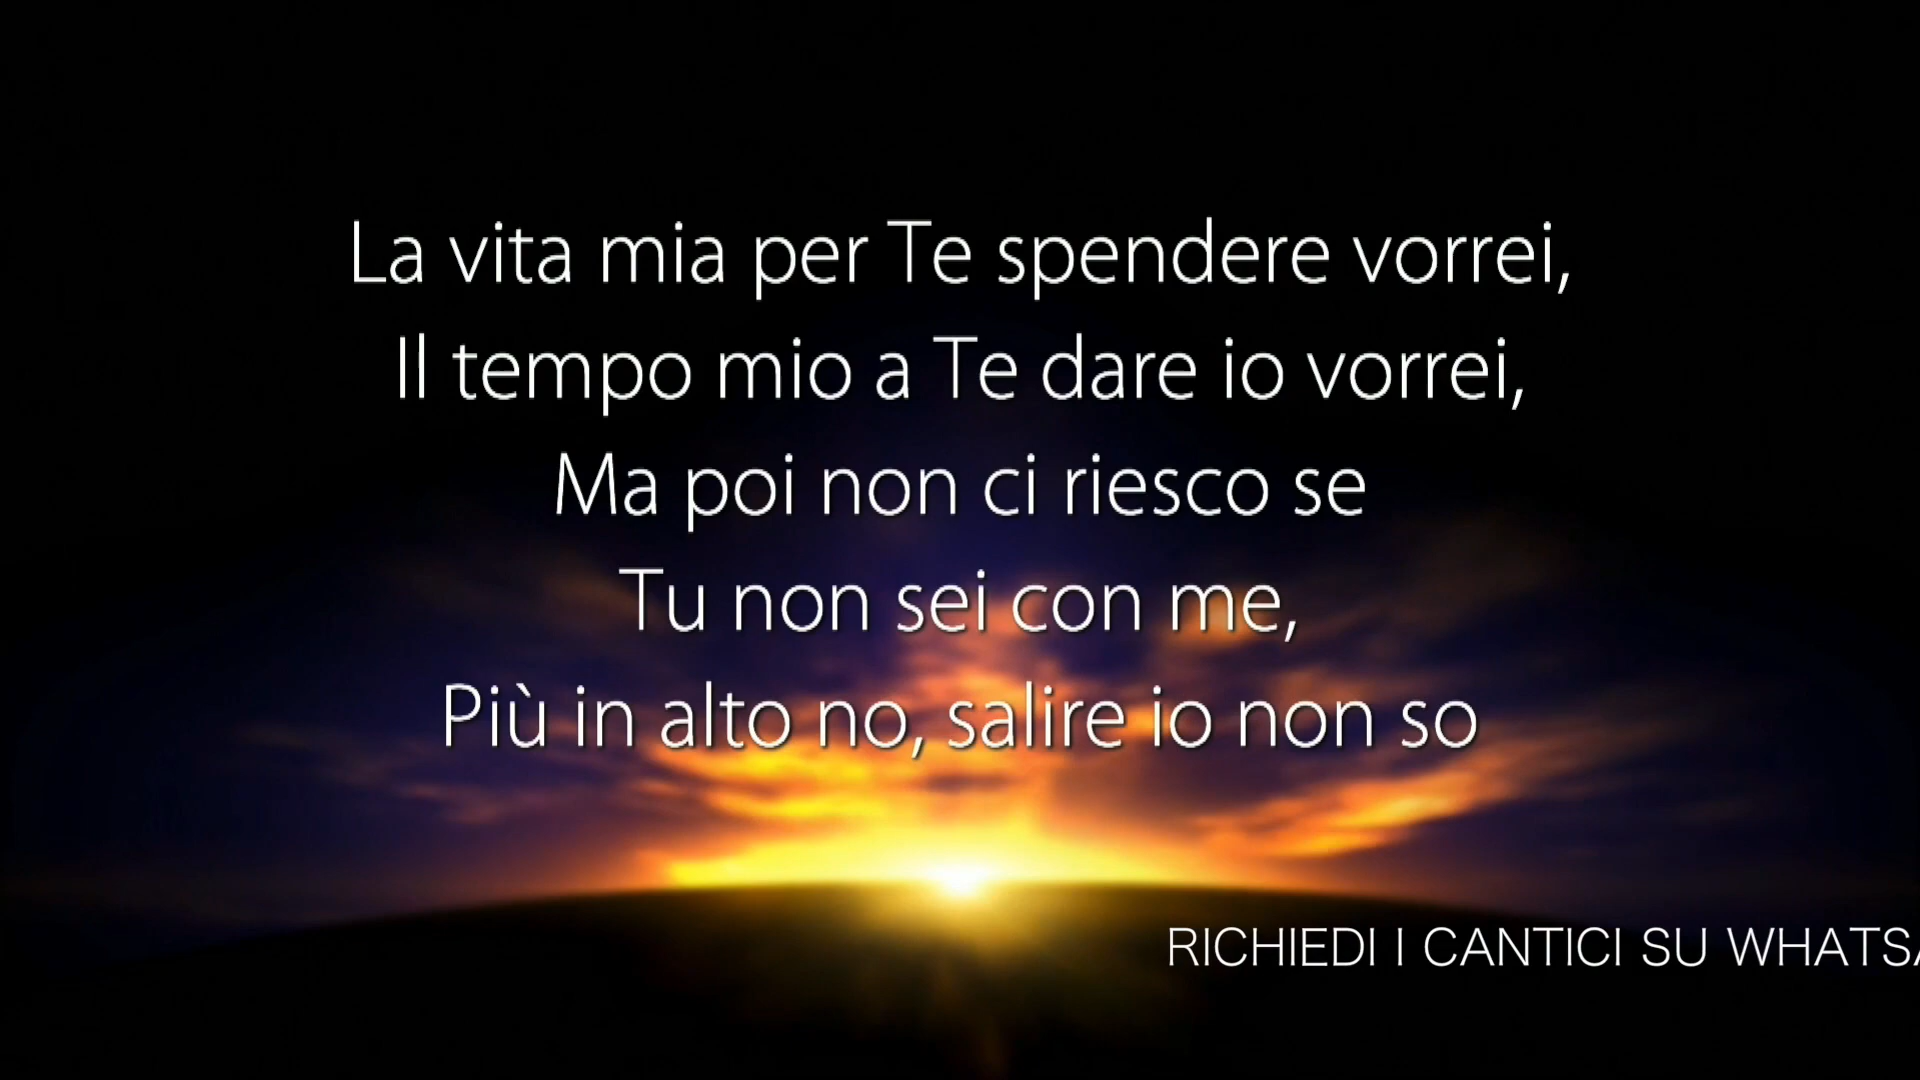 La vita mia per Te spendere vorrei,
Il tempo mio a Te dare io vorrei,
Ma poi non ci riesco se
Tu non sei con me,
Più in alto no, salire io non so
RICHIEDI I CANTICI SU WHATSA